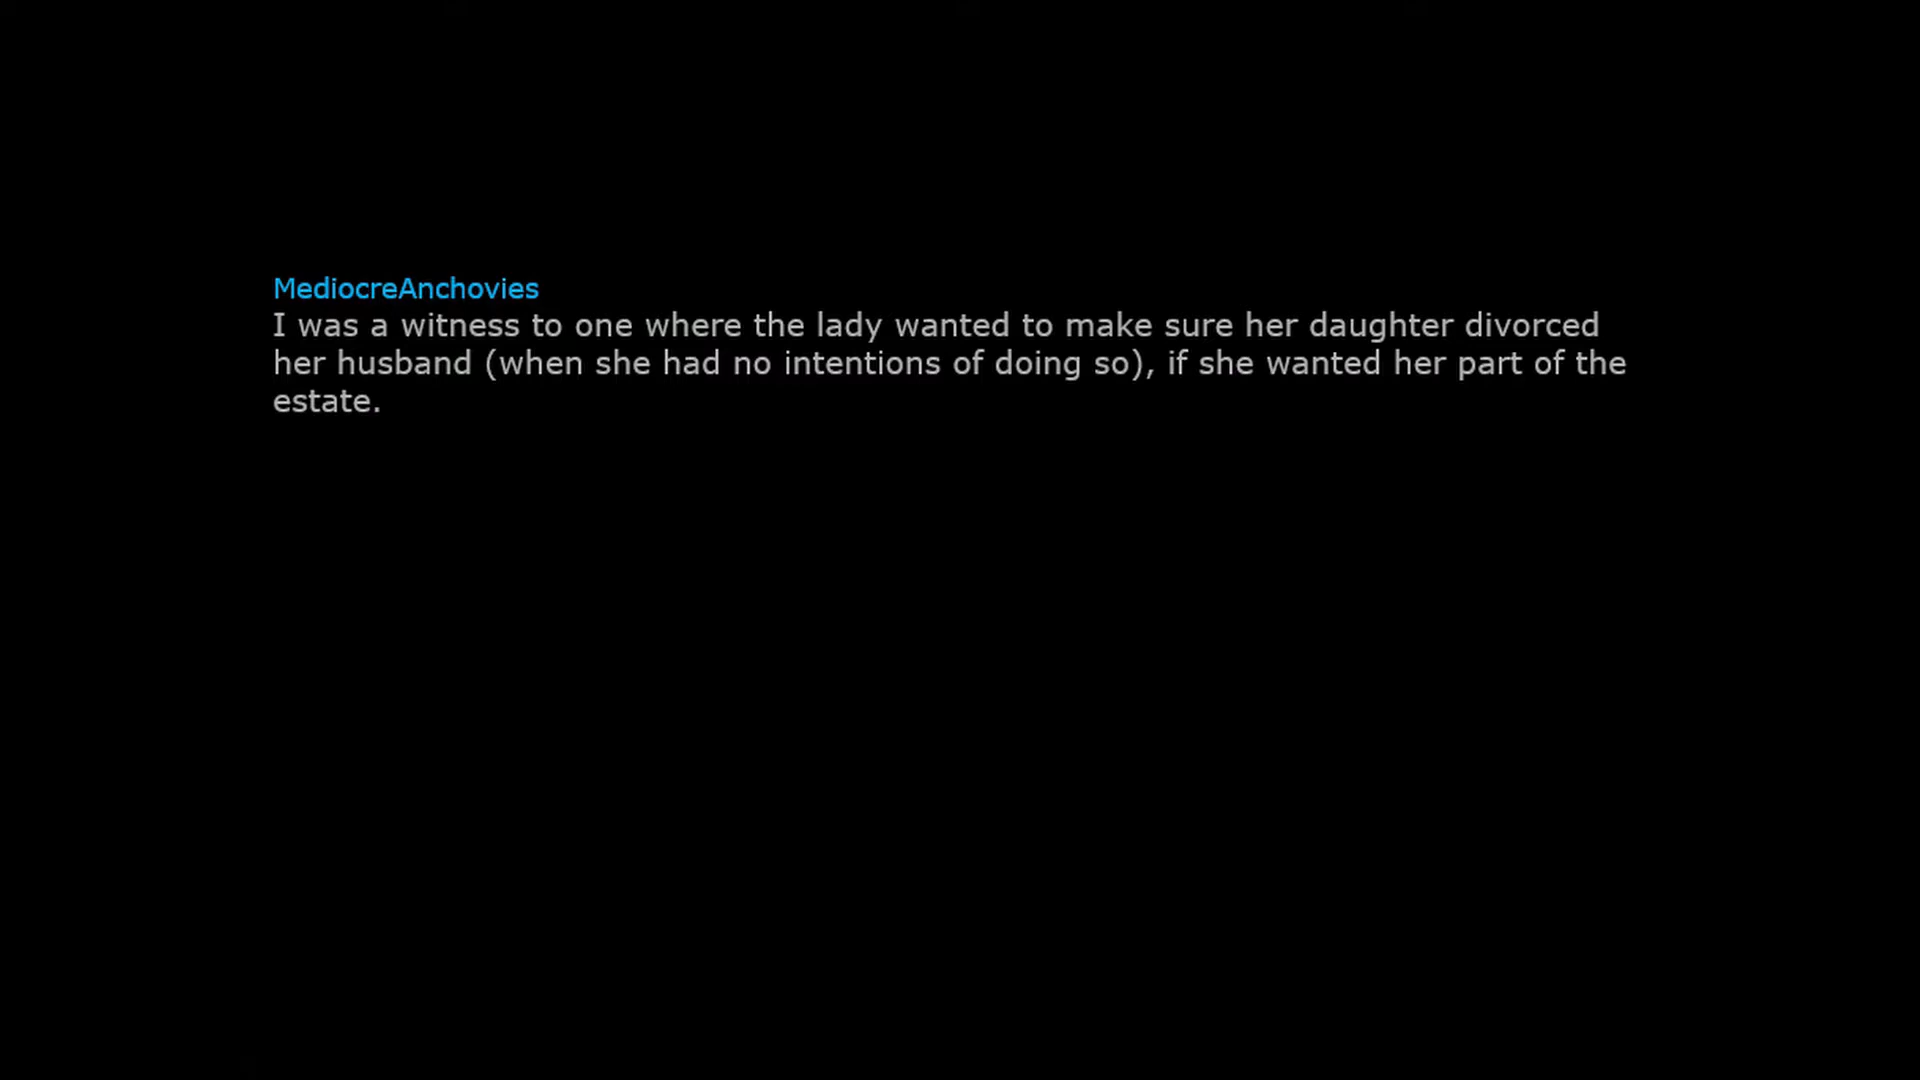 MediocreAnchovies
I was a witness to one where the lady wanted to make sure her daughter divorced
her husband (when she had no intentions of doing so), if she wanted her part of the
estate.